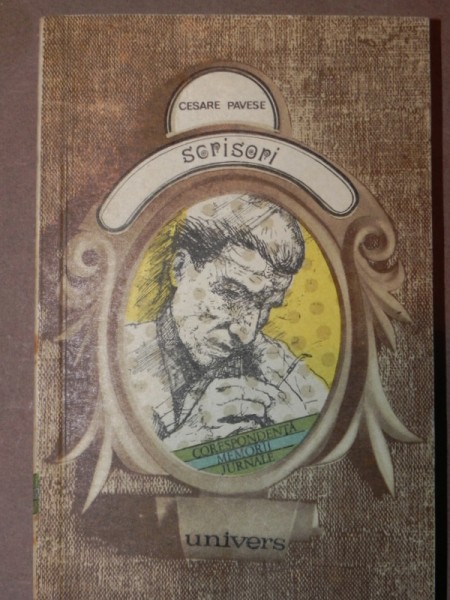 CESARE PAVESE
scrisori
CORESPONDENȚĂ
MEMORII
JURNALE
univers